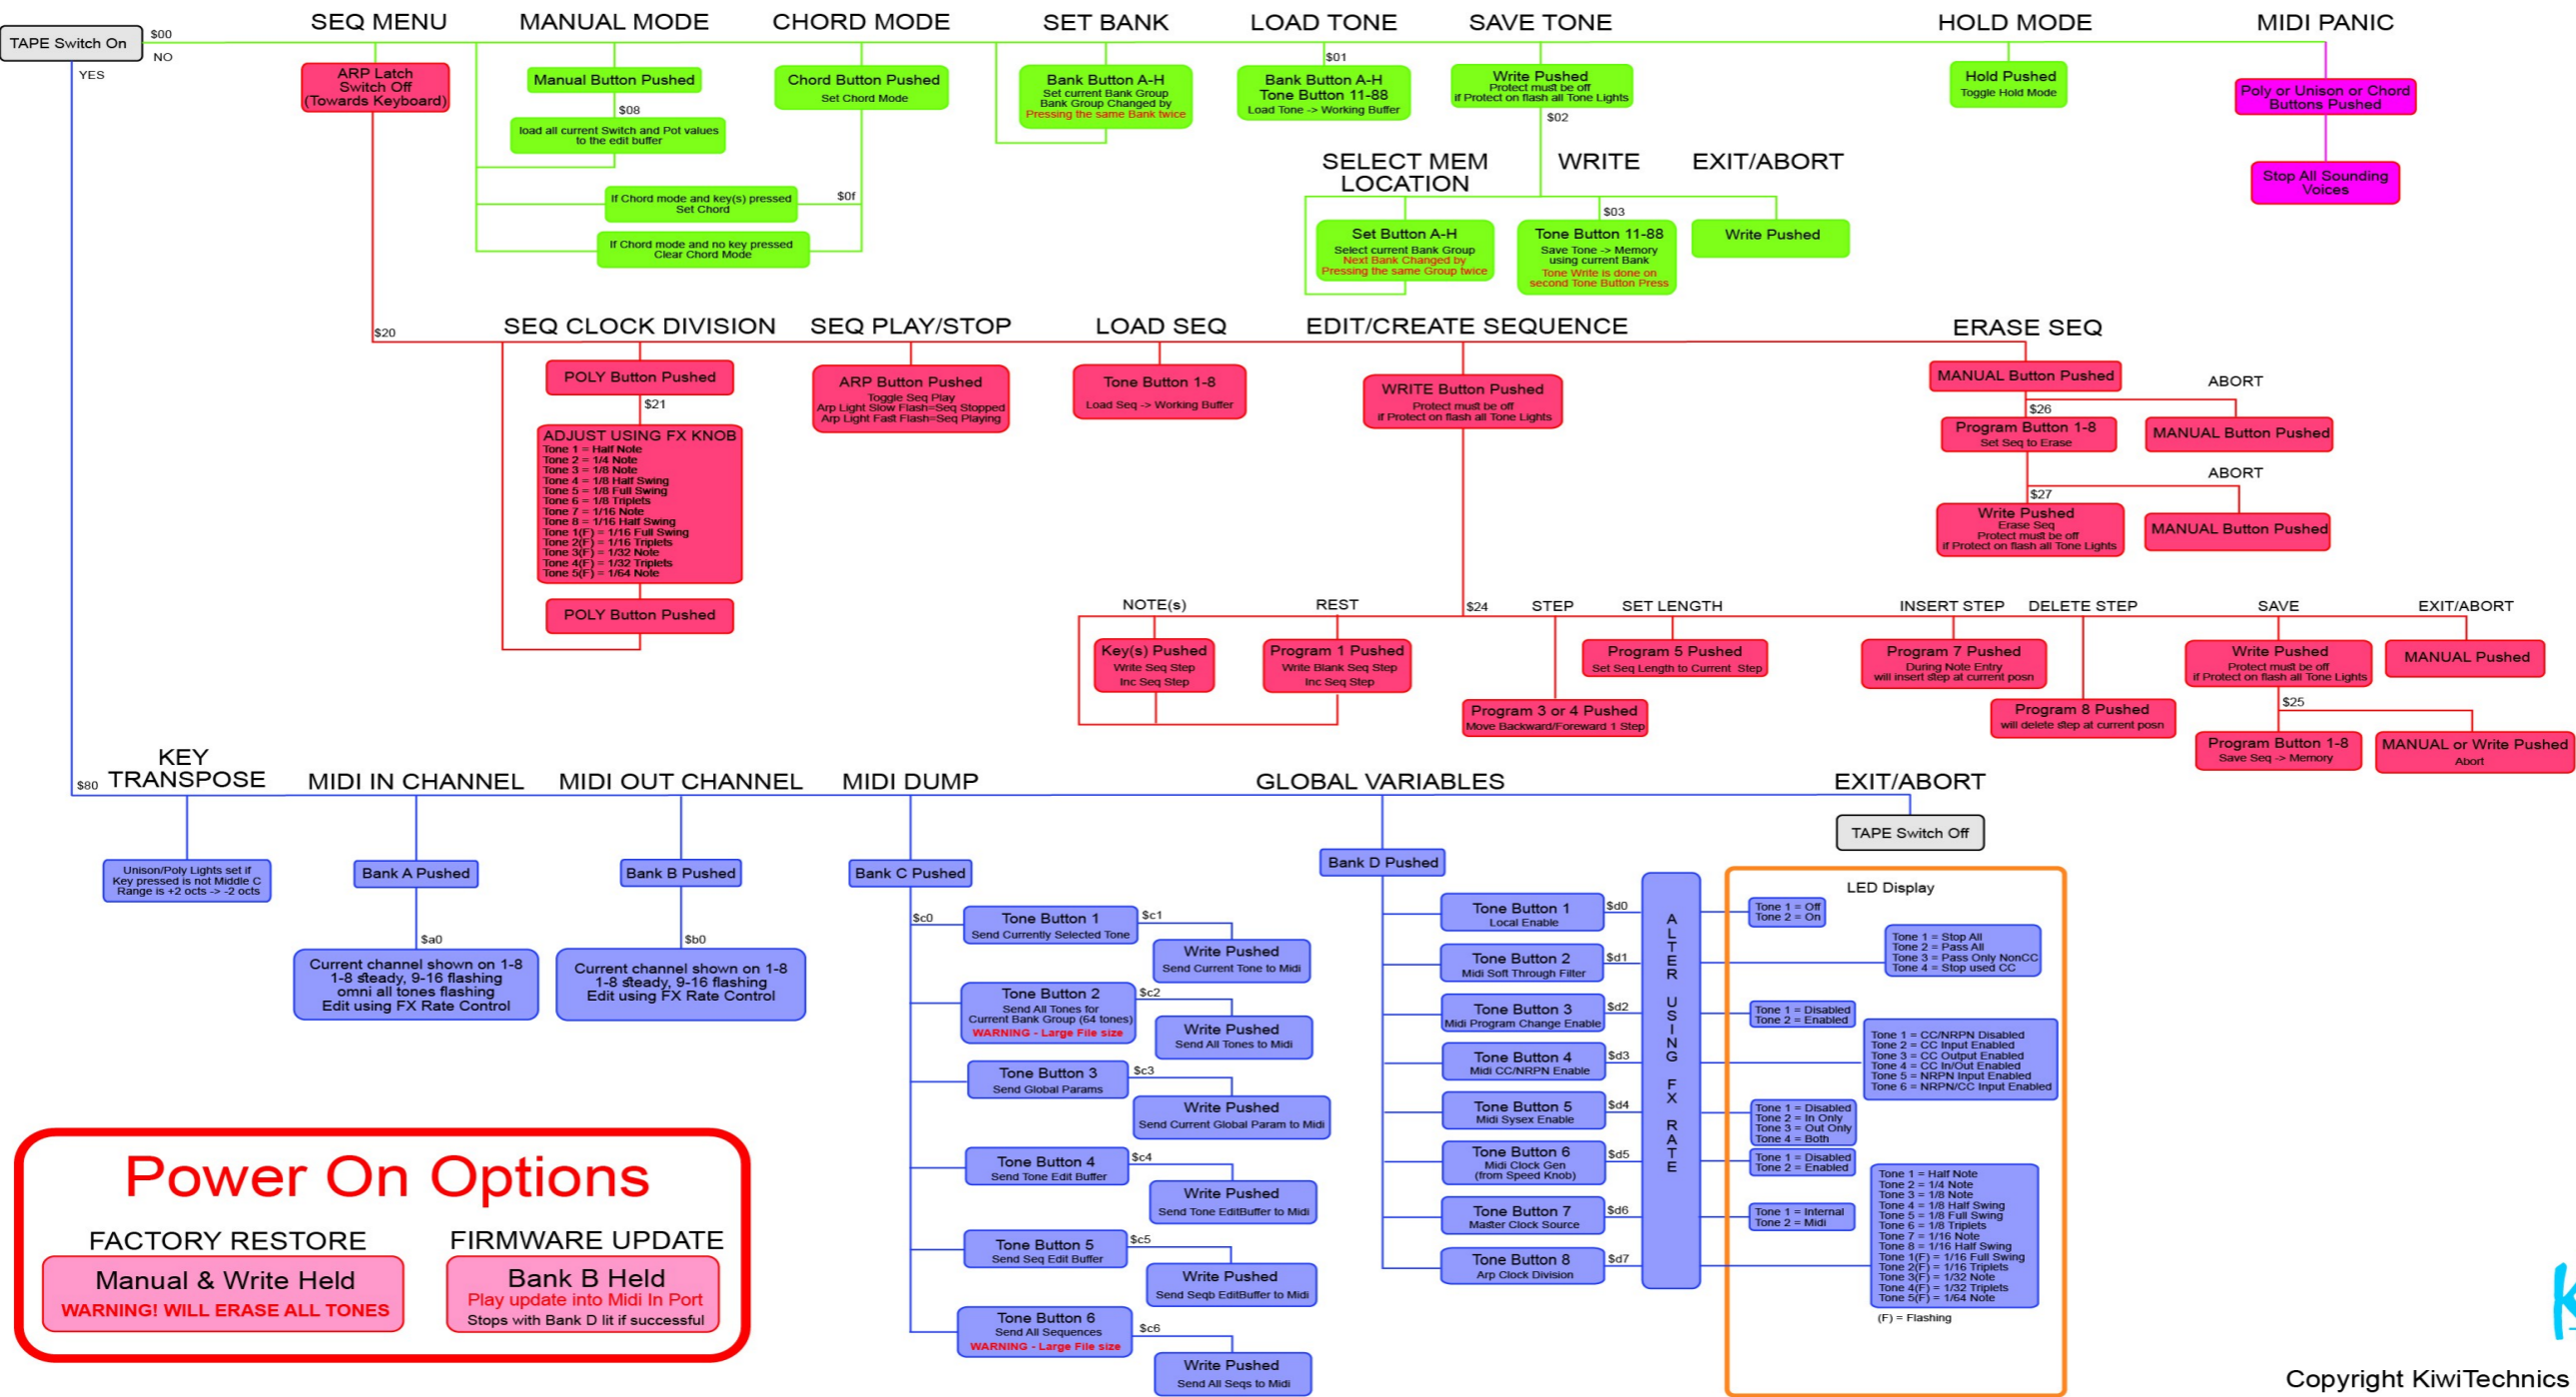 SEQ MENU
MANUAL MODE
CHORD MODE
SET BANK
LOAD TONE
SAVE TONE
HOLD MODE
MIDI PANIC
TAPE Switch On
$00
NO
YES
ARP Latch
Switch Off
(Towards Keyboard)
Manual Button Pushed
$08
load all current Switch and Pot values
to the edit buffer
Chord Button Pushed
Set Chord Mode
$0f
If Chord mode and key(s) pressed
Set Chord
If Chord mode and no key pressed
Clear Chord Mode
Bank Button A-H
Set current Bank Group
Bank Group Changed by
Pressing the same Bank twice
$01
Bank Button A-H
Tone Button 11-88
Load Tone -> Working Buffer
Write Pushed
Protect must be off
if Protect on flash all Tone Lights
$02
Hold Pushed
Toggle Hold Mode
Poly or Unison or Chord
Buttons Pushed
Stop All Sounding
Voices
SELECT MEM
LOCATION
WRITE
EXIT/ABORT
Set Button A-H
Select current Bank Group
Next Bank Changed by
Pressing the same Group twice
$03
Tone Button 11-88
Save Tone -> Memory
using current Bank
Tone Write is done on
second Tone Button Press
Write Pushed
$20
SEQ CLOCK DIVISION
SEQ PLAY/STOP
LOAD SEQ
EDIT/CREATE SEQUENCE
ERASE SEQ
POLY Button Pushed
$21
ADJUST USING FX KNOB
Tone 1 = Half Note
Tone 2 = 1/4 Note
Tone 3 = 1/8 Note
Tone 4 = 1/8 Half Swing
Tone 5 = 1/8 Full Swing
Tone 6 = 1/8 Triplets
Tone 7 = 1/16 Note
Tone 8 = 1/16 Half Swing
Tone 1(F) = 1/16 Full Swing
Tone 2(F) = 1/16 Triplets
Tone 3(F) = 1/32 Note
Tone 4(F) = 1/32 Triplets
Tone 5(F) = 1/64 Note
POLY Button Pushed
ARP Button Pushed
Toggle Seq Play
Arp Light Slow Flash=Seq Stopped
Arp Light Fast Flash=Seq Playing
Tone Button 1-8
Load Seq -> Working Buffer
WRITE Button Pushed
Protect must be off
if Protect on flash all Tone Lights
MANUAL Button Pushed
ABORT
$26
Program Button 1-8
Set Seq to Erase
MANUAL Button Pushed
ABORT
$27
Write Pushed
Erase Seq
Protect must be off
if Protect on flash all Tone Lights
MANUAL Button Pushed
NOTE(s)
REST
$24
STEP
SET LENGTH
INSERT STEP
DELETE STEP
SAVE
EXIT/ABORT
Key(s) Pushed
Write Seq Step
Inc Seq Step
Program 1 Pushed
Write Blank Seq Step
Inc Seq Step
Program 3 or 4 Pushed
Move Backward/Foreward 1 Step
Program 5 Pushed
Set Seq Length to Current Step
Program 7 Pushed
During Note Entry
will insert step at current posn
Program 8 Pushed
will delete step at current posn
Write Pushed
Protect must be off
if Protect on flash all Tone Lights
$25
Program Button 1-8
Save Seq -> Memory
MANUAL Pushed
MANUAL or Write Pushed
Abort
$80
KEY
TRANSPOSE
MIDI IN CHANNEL
MIDI OUT CHANNEL
MIDI DUMP
GLOBAL VARIABLES
EXIT/ABORT
TAPE Switch Off
Unison/Poly Lights set if
Key pressed is not Middle C
Range is +2 octs -> -2 octs
Bank A Pushed
$a0
Current channel shown on 1-8
1-8 steady, 9-16 flashing
omni all tones flashing
Edit using FX Rate Control
Bank B Pushed
$b0
Current channel shown on 1-8
1-8 steady, 9-16 flashing
Edit using FX Rate Control
Bank C Pushed
$c0
Tone Button 1
Send Currently Selected Tone
$c1
Write Pushed
Send Current Tone to Midi
Tone Button 2
Send All Tones for
Current Bank Group (64 tones)
WARNING - Large File size
$c2
Write Pushed
Send All Tones to Midi
Tone Button 3
Send Global Params
$c3
Write Pushed
Send Current Global Param to Midi
Tone Button 4
Send Tone Edit Buffer
$c4
Write Pushed
Send Tone EditBuffer to Midi
Tone Button 5
Send Seq Edit Buffer
$c5
Write Pushed
Send Seqb EditBuffer to Midi
Tone Button 6
Send All Sequences
WARNING - Large File size
$c6
Write Pushed
Send All Seqs to Midi
Bank D Pushed
Tone Button 1
Local Enable
$d0
Tone Button 2
Midi Soft Through Filter
$d1
Tone Button 3
Midi Program Change Enable
$d2
Tone Button 4
Midi CC/NRPN Enable
$d3
Tone Button 5
Midi Sysex Enable
$d4
Tone Button 6
Midi Clock Gen
(from Speed Knob)
$d5
Tone Button 7
Master Clock Source
$d6
Tone Button 8
Arp Clock Division
$d7
ALTER USING FX RATE
LED Display
Tone 1 = Off
Tone 2 = On
Tone 1 = Stop All
Tone 2 = Pass All
Tone 3 = Pass Only NonCC
Tone 4 = Stop used CC
Tone 1 = Disabled
Tone 2 = Enabled
Tone 1 = CC/NRPN Disabled
Tone 2 = CC Input Enabled
Tone 3 = CC Output Enabled
Tone 4 = CC In/Out Enabled
Tone 5 = NRPN Input Enabled
Tone 6 = NRPN/CC Input Enabled
Tone 1 = Disabled
Tone 2 = In Only
Tone 3 = Out Only
Tone 4 = Both
Tone 1 = Disabled
Tone 2 = Enabled
Tone 1 = Internal
Tone 2 = Midi
Tone 1 = Half Note
Tone 2 = 1/4 Note
Tone 3 = 1/8 Note
Tone 4 = 1/8 Half Swing
Tone 5 = 1/8 Full Swing
Tone 6 = 1/8 Triplets
Tone 7 = 1/16 Note
Tone 8 = 1/16 Half Swing
Tone 1(F) = 1/16 Full Swing
Tone 2(F) = 1/16 Triplets
Tone 3(F) = 1/32 Note
Tone 4(F) = 1/32 Triplets
Tone 5(F) = 1/64 Note
(F) = Flashing
Power On Options
FACTORY RESTORE
Manual & Write Held
WARNING! WILL ERASE ALL TONES
FIRMWARE UPDATE
Bank B Held
Play update into Midi In Port
Stops with Bank D lit if successful
Copyright KiwiTechnics